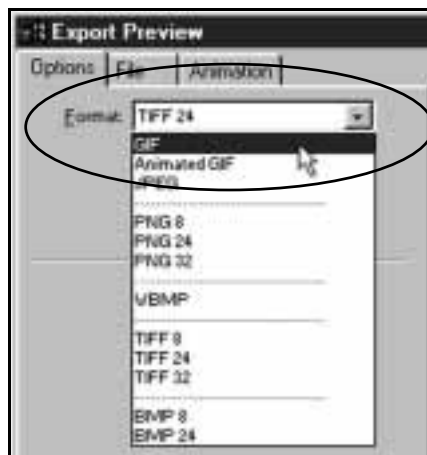 Export Preview
Options File Animation
Format: TIFF 24
GIF
Animated GIF
JPEG
PNG 8
PNG 24
PNG 32
WBMP
TIFF 8
TIFF 24
TIFF 32
BMP 8
BMP 24